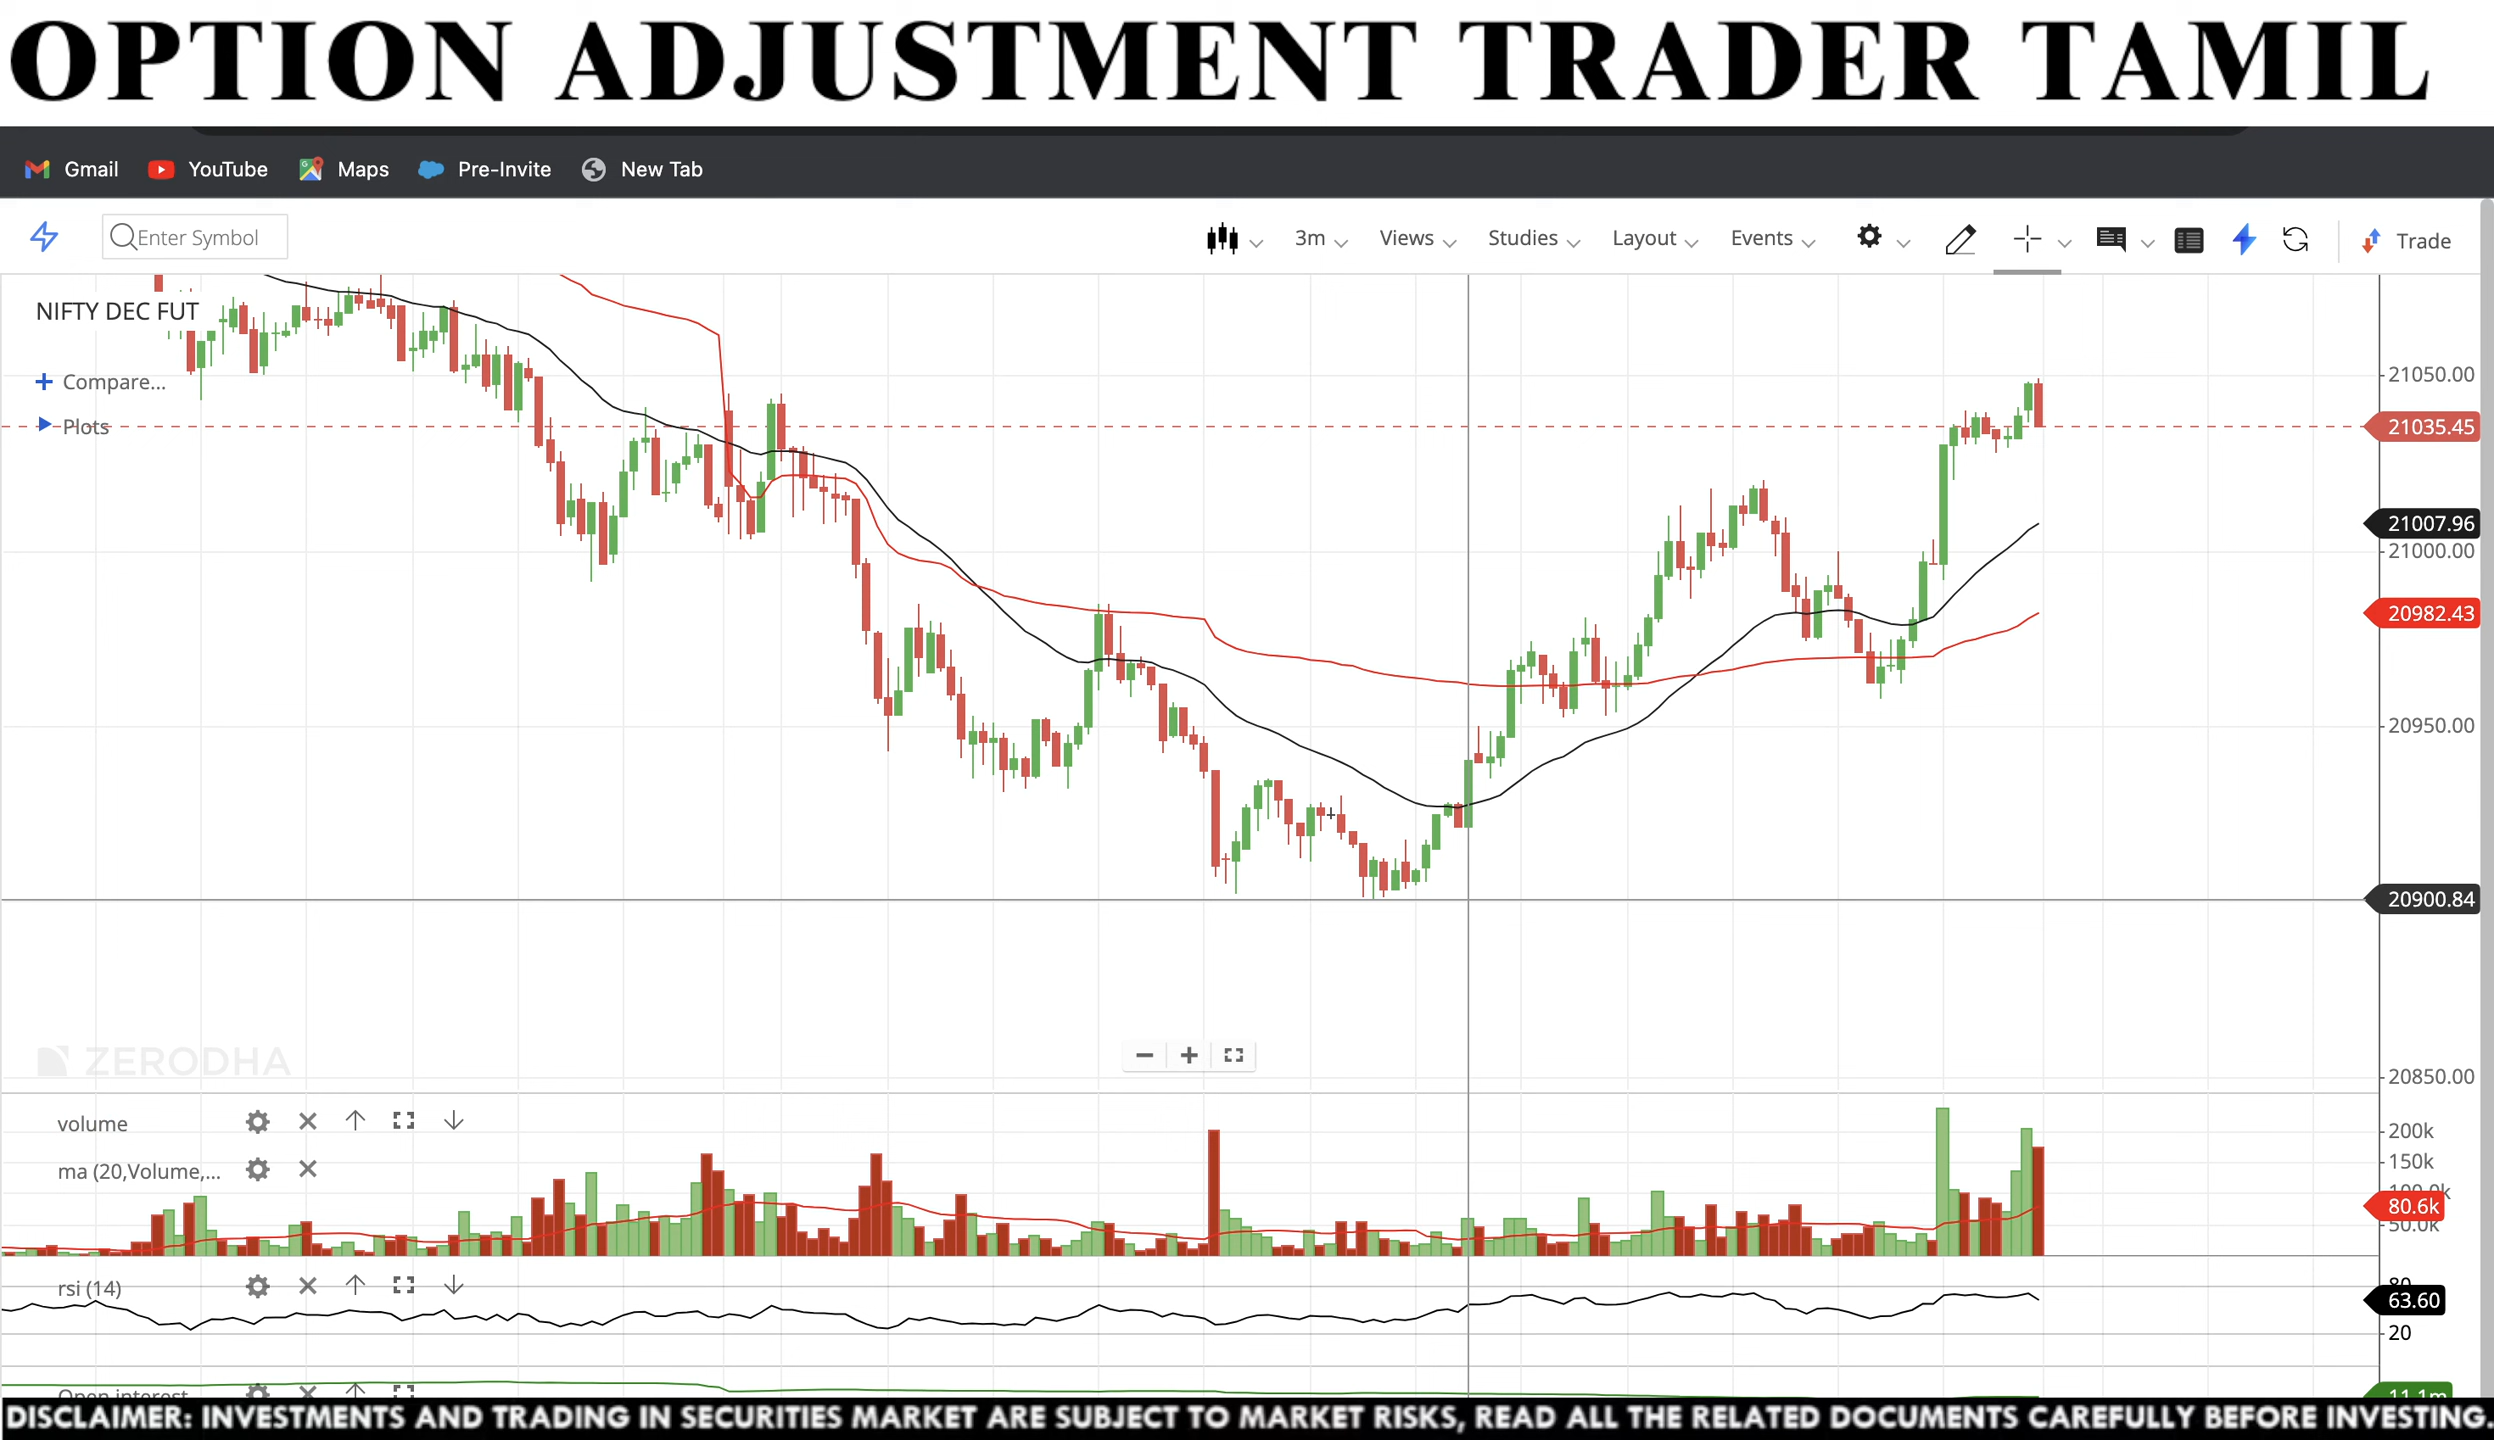 OPTION ADJUSTMENT TRADER TAMIL
Gmail YouTube Maps Pre-Invite New Tab
Enter Symbol 3m Views Studies Layout Events Trade
NIFTY DEC FUT
Compare...
Plots
21050.00
21035.45
21007.96
21000.00
20982.43
20950.00
20900.84
ZERODHA
20850.00
volume
200k
ma (20,Volume,...
150k
80.6k
50.0k
rsi (14)
80
63.60
20
Open interest
11.1m
DISCLAIMER: INVESTMENTS AND TRADING IN SECURITIES MARKET ARE SUBJECT TO MARKET RISKS, READ ALL THE RELATED DOCUMENTS CAREFULLY BEFORE INVESTING.